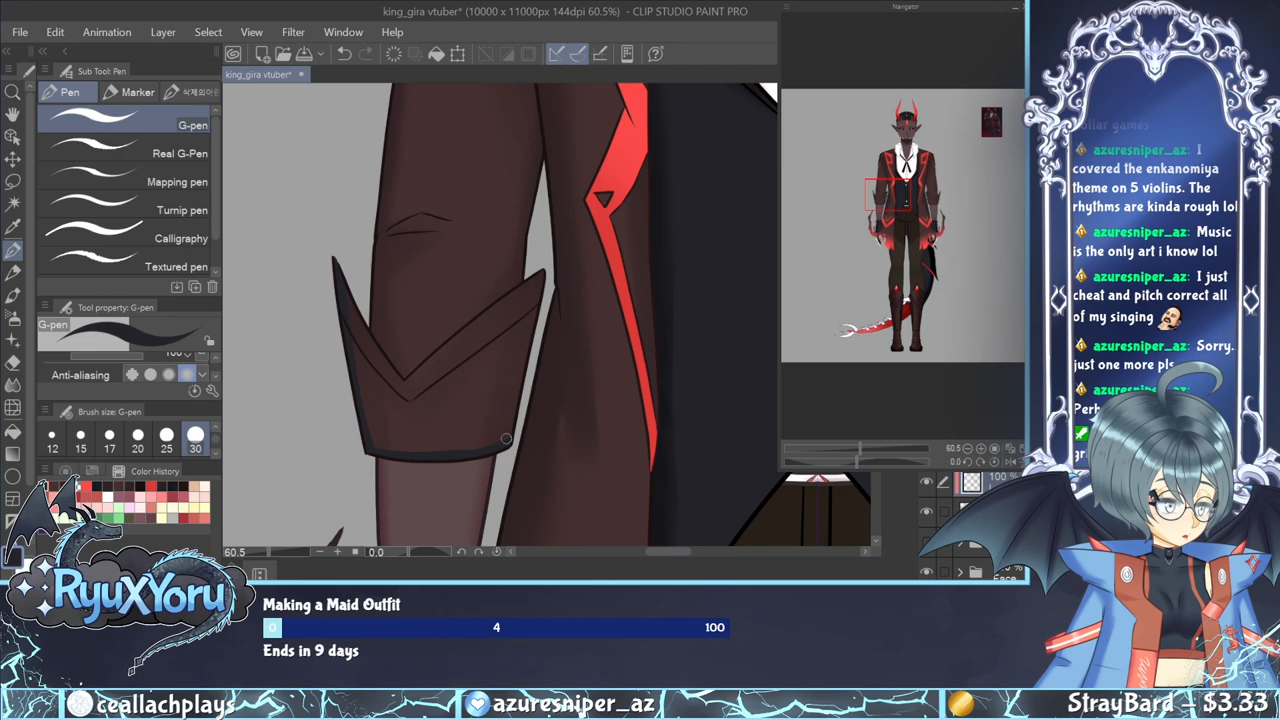 king_gira vtuber* (10000 x 11000px 144dpi 60.5%) - CLIP STUDIO PAINT PRO
Navigator
File Edit Animation Layer Select View Filter Window Help
Sub Tool: Pen
king_gira vtuber*
Pen Marker
G-pen
Real G-Pen
Mapping pen
Turnip pen
Calligraphy
Textured pen
Tool property: G-pen
G-pen
Anti-aliasing
Brush size: G-pen
12 15 17 20 25 30
Color History
60.5 0.0
60.5
0.0
100 %
Face
ilar games
azuresniper_az: I
covered the enkanomiya
theme on 5 violins. The
rhythms are kinda rough lol
azuresniper_az: Music
is the only art i know lol
azuresniper_az: I just
cheat and pitch correct all
of my singing
azuresniper_az: Sorry.
just one more pls
azuresniper_az:
RyuXYoru
Making a Maid Outfit
0 4 100
Ends in 9 days
ceallachplays
azuresniper_az
StrayBard - $3.33